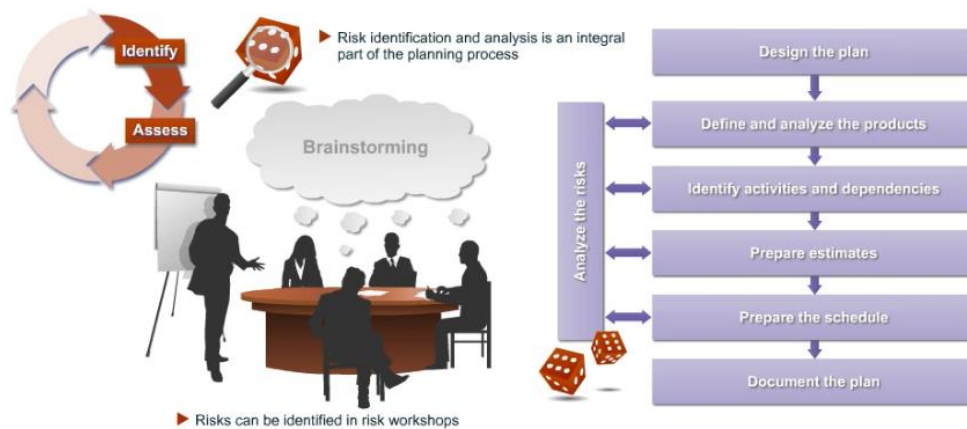 Identify
Assess
Risk identification and analysis is an integral
part of the planning process
Brainstorming
Risks can be identified in risk workshops
Analyze the risks
Design the plan
Define and analyze the products
Identify activities and dependencies
Prepare estimates
Prepare the schedule
Document the plan